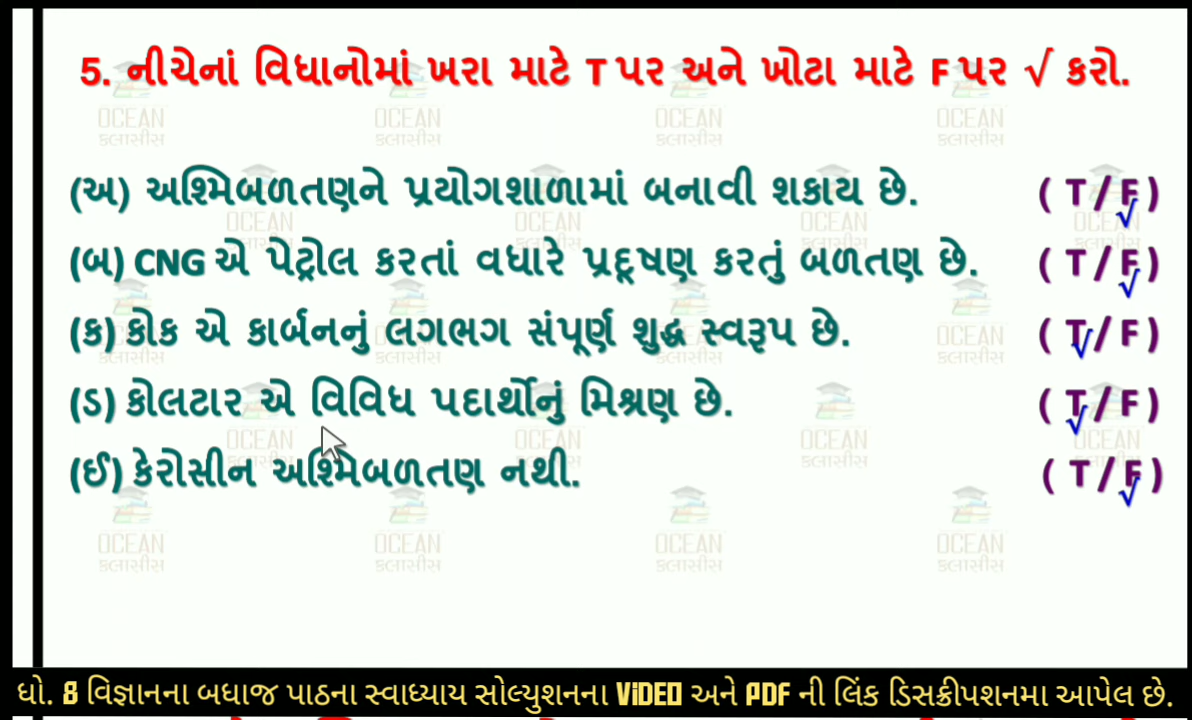 5. નીચેનાં વિધાનોમાં ખરા માટે T પર અને ખોટા માટે F પર √ કરો.
(અ) અશ્મિબળતણને પ્રયોગશાળામાં બનાવી શકાય છે. ( T / F ) √
(બ) CNG એ પેટ્રોલ કરતાં વધારે પ્રદૂષણ કરતું બળતણ છે. ( T / F ) √
(ક) કોક એ કાર્બનનું લગભગ સંપૂર્ણ શુદ્ધ સ્વરૂપ છે. ( T √ / F )
(ડ) કોલટાર એ વિવિધ પદાર્થોનું મિશ્રણ છે. ( T √ / F )
(ઈ) કેરોસીન અશ્મિબળતણ નથી. ( T / F ) √
OCEAN
ક્લાસીસ
ધો. 8 વિજ્ઞાનના બધાજ પાઠના સ્વાધ્યાય સોલ્યુશનના ViDEO અને PDF ની લિંક ડિસક્રીપશનમા આપેલ છે.